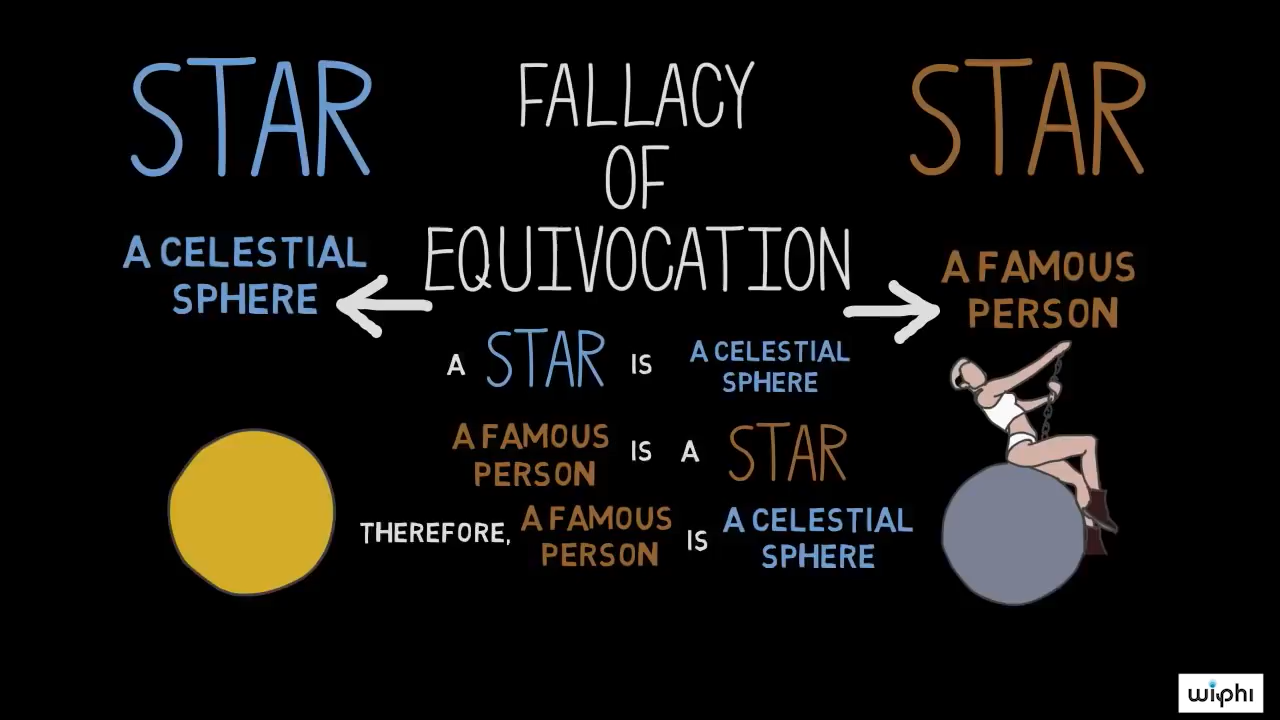 STAR
A CELESTIAL
SPHERE
FALLACY
OF
EQUIVOCATION
STAR
A FAMOUS
PERSON
A STAR IS A CELESTIAL
SPHERE
A FAMOUS
PERSON IS A STAR
THEREFORE, A FAMOUS
PERSON IS A CELESTIAL
SPHERE
wiphi